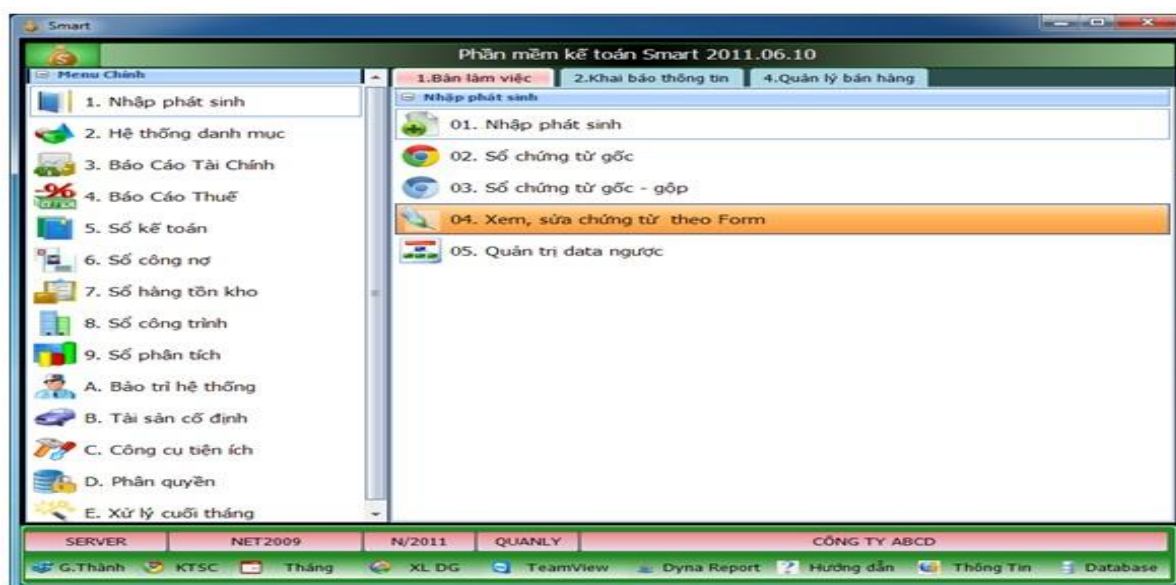 Smart
Phần mềm kế toán Smart 2011.06.10
Menu Chính
1. Nhập phát sinh
2. Hệ thống danh mục
3. Báo Cáo Tài Chính
4. Báo Cáo Thuế
5. Sổ kế toán
6. Sổ công nợ
7. Sổ hàng tồn kho
8. Sổ công trình
9. Sổ phân tích
A. Bảo trì hệ thống
B. Tài sản cố định
C. Công cụ tiện ích
D. Phân quyền
E. Xử lý cuối tháng
1.Bàn làm việc 2.Khai báo thông tin 4.Quản lý bán hàng
Nhập phát sinh
01. Nhập phát sinh
02. Sổ chứng từ gốc
03. Sổ chứng từ gốc - gộp
04. Xem, sửa chứng từ theo Form
05. Quản trị data ngược
SERVER NET2009 N/2011 QUANLY CÔNG TY ABCD
G.Thành KTSC Tháng XL DG TeamView Dyna Report Hướng dẫn Thông Tin Database